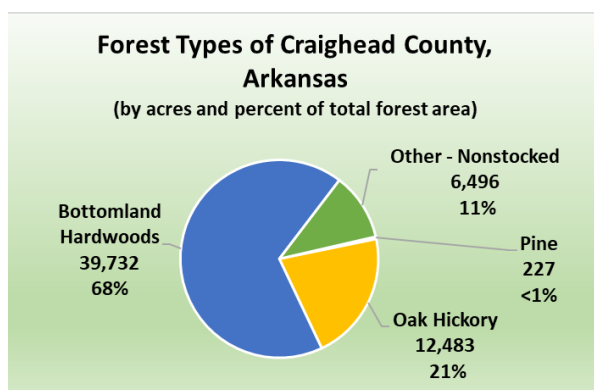 Forest Types of Craighead County,
Arkansas
(by acres and percent of total forest area)
Other - Nonstocked
6,496
11%
Bottomland
Hardwoods
39,732
68%
Pine
227
<1%
Oak Hickory
12,483
21%